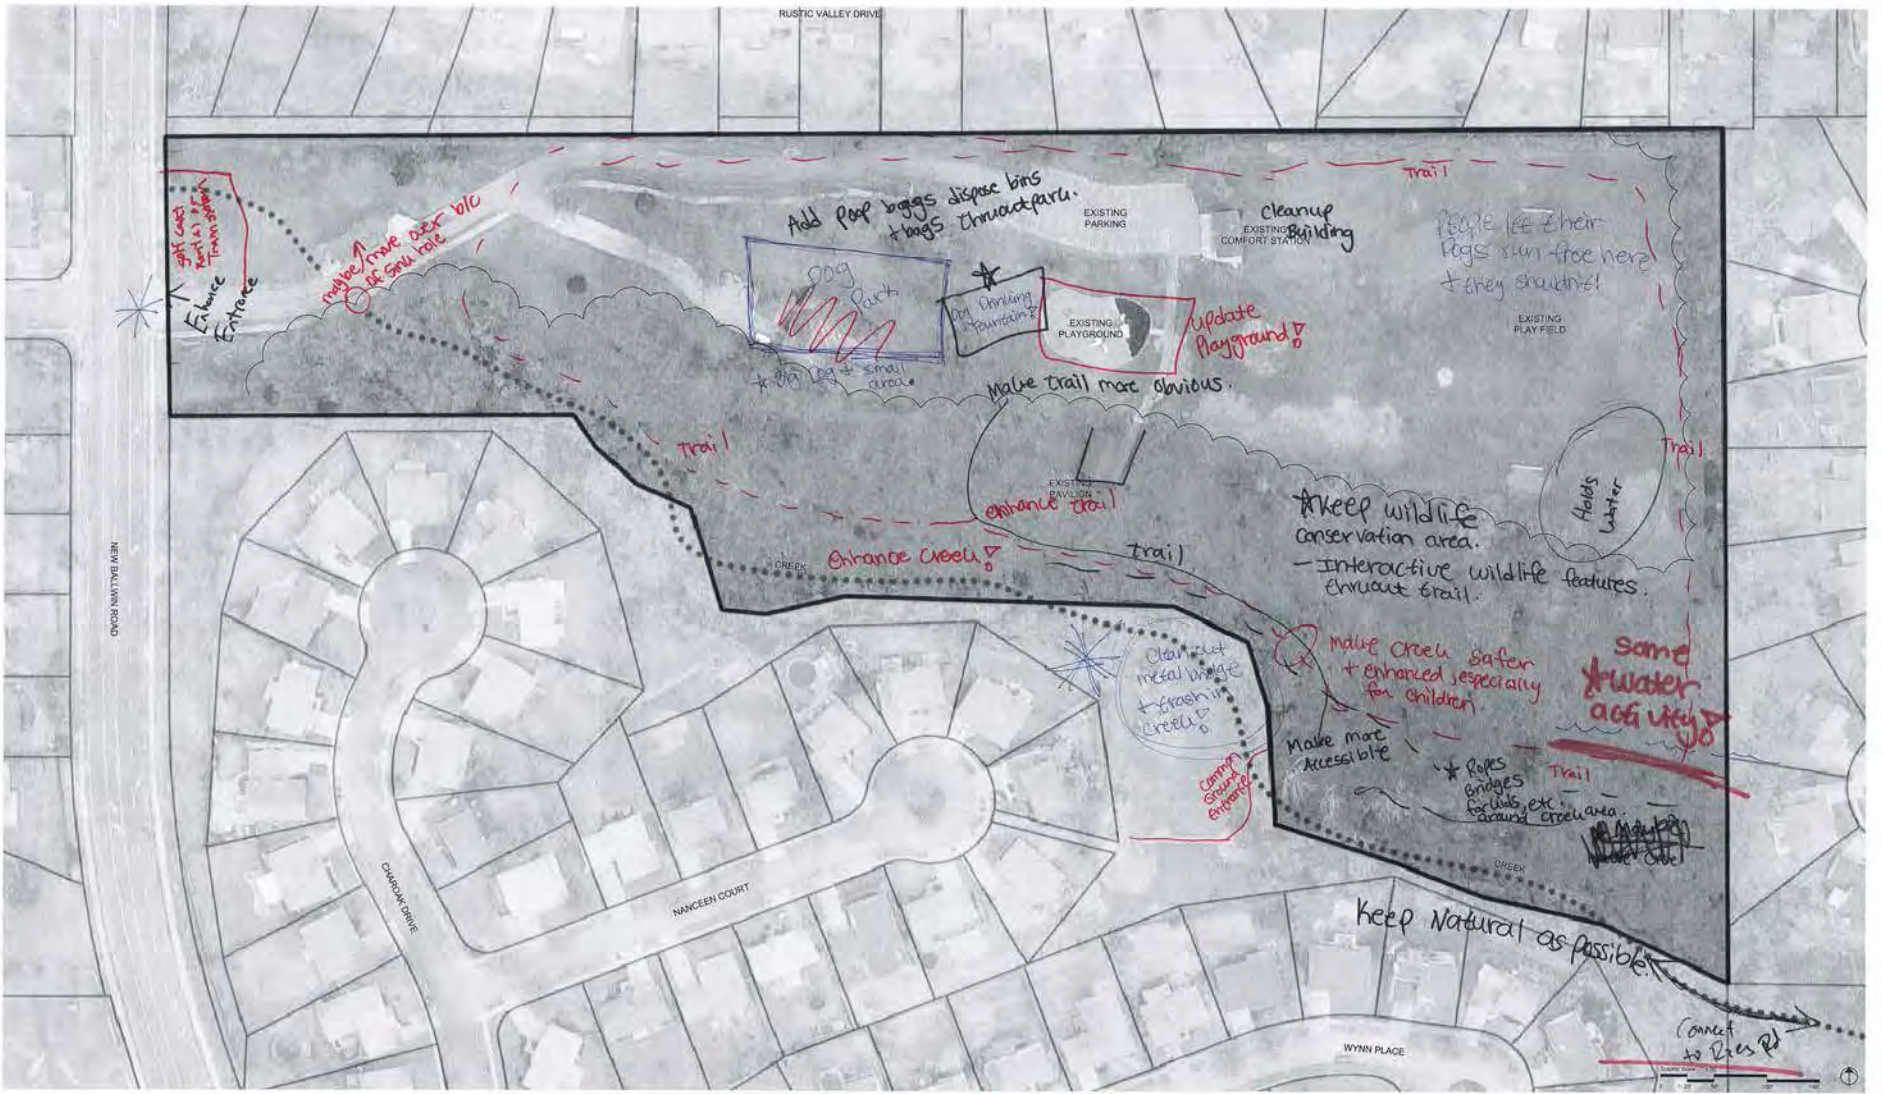 RUSTIC VALLEY DRIVE
Trail
Add poop baggs dispose bins
+ bags thruout park.
EXISTING
PARKING
Cleanup
Building
EXISTING
COMFORT STATION
PEOPLE let their
Dogs run free here
+ they shouldn't!
EXISTING
PLAY FIELD
maybe move over b/c
of sink hole
Enhance
Entrance
Dog
Park
★ Big Dog + small
area.
Dog Drinking
Fountain!
EXISTING
PLAYGROUND
update
Playground!
Make trail more obvious.
Trail
Trail
EXISTING
PAVILION
enhance trail
Holds
Water
★ Keep wildlife
conservation area.
- Interactive wildlife features
thruout trail.
CREEK
Enhance Creek!
trail
NEW BALLWIN ROAD
Clean out
metal bridge
+ trash in
creek!
Make creek safer
+ enhanced, especially
for children.
some
★ water
activity!
Make more
Accessible
Common
Ground
entrance
★ Ropes
Bridges
for kids, etc.
around creek area.
Trail
CREEK
CHAROAK DRIVE
NANCEEN COURT
Keep Natural as possible.
Connect
to Ries Rd
WYNN PLACE